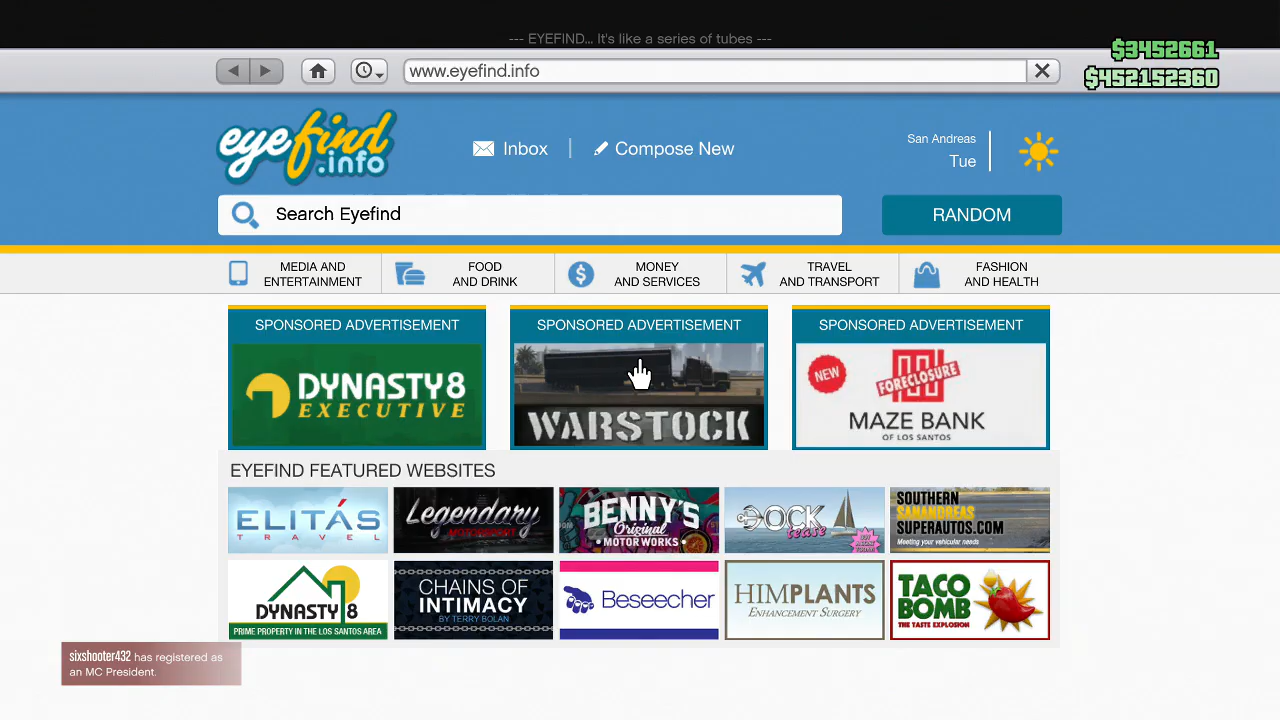 --- EYEFIND... It's like a series of tubes ---
$3452661
$452152360
www.eyefind.info
eyefind
.info
Inbox
Compose New
San Andreas
Tue
Search Eyefind
RANDOM
MEDIA AND
ENTERTAINMENT
FOOD
AND DRINK
MONEY
AND SERVICES
TRAVEL
AND TRANSPORT
FASHION
AND HEALTH
SPONSORED ADVERTISEMENT
DYNASTY8
EXECUTIVE
SPONSORED ADVERTISEMENT
WARSTOCK
SPONSORED ADVERTISEMENT
NEW
FORECLOSURE
MAZE BANK
OF LOS SANTOS
EYEFIND FEATURED WEBSITES
ELITÁS
TRAVEL
Legendary
MOTORSPORT
BENNY'S
Original
MOTOR WORKS
DOCK
tease
SOUTHERN
SANANDREAS
SUPERAUTOS.COM
Meeting your vehicular needs
DYNASTY 8
PRIME PROPERTY IN THE LOS SANTOS AREA
CHAINS OF
INTIMACY
BY TERRY BOLAN
Beseecher
HIMPLANTS
ENHANCEMENT SURGERY
TACO
BOMB
THE TASTE EXPLOSION
sixshooter432 has registered as
an MC President.